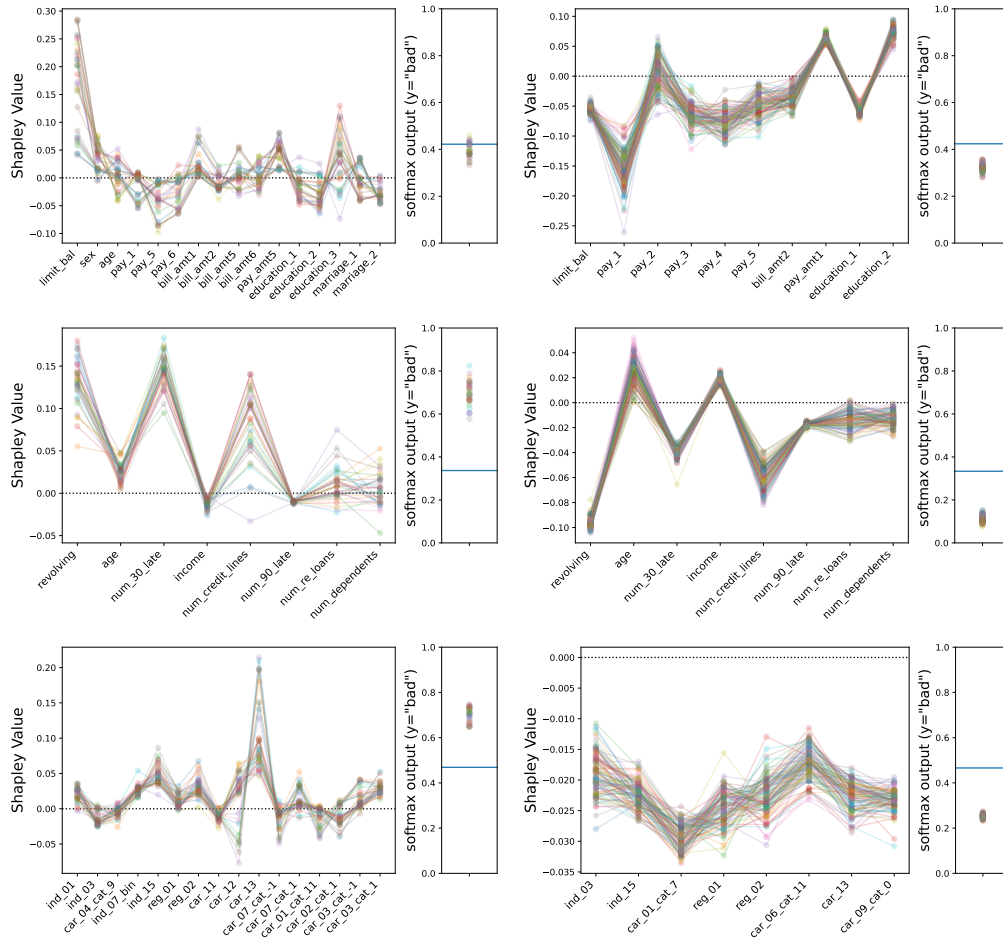 Shapley Value
0.30
0.25
0.20
0.15
0.10
0.05
0.00
−0.05
−0.10
limit_bal
sex
age
pay_1
pay_5
pay_6
bill_amt1
bill_amt2
bill_amt5
bill_amt6
pay_amt5
education_1
education_2
education_3
marriage_1
marriage_2
softmax output (y="bad")
1.0
0.8
0.6
0.4
0.2
0.0
Shapley Value
0.10
0.05
0.00
−0.05
−0.10
−0.15
−0.20
−0.25
limit_bal
pay_1
pay_2
pay_3
pay_4
pay_5
bill_amt2
pay_amt1
education_1
education_2
softmax output (y="bad")
1.0
0.8
0.6
0.4
0.2
0.0
Shapley Value
0.15
0.10
0.05
0.00
−0.05
revolving
age
num_30_late
income
num_credit_lines
num_90_late
num_re_loans
num_dependents
softmax output (y="bad")
1.0
0.8
0.6
0.4
0.2
0.0
Shapley Value
0.04
0.02
0.00
−0.02
−0.04
−0.06
−0.08
−0.10
revolving
age
num_30_late
income
num_credit_lines
num_90_late
num_re_loans
num_dependents
softmax output (y="bad")
1.0
0.8
0.6
0.4
0.2
0.0
Shapley Value
0.20
0.15
0.10
0.05
0.00
−0.05
ind_01
ind_03
car_04_cat_9
ind_07_bin
ind_15
reg_01
reg_02
car_11
car_12
car_13
car_07_cat_-1
car_07_cat_1
car_01_cat_11
car_02_cat_1
car_03_cat_-1
car_03_cat_1
softmax output (y="bad")
1.0
0.8
0.6
0.4
0.2
0.0
Shapley Value
0.000
−0.005
−0.010
−0.015
−0.020
−0.025
−0.030
−0.035
ind_03
ind_15
car_01_cat_7
reg_01
reg_02
car_06_cat_11
car_13
car_09_cat_0
softmax output (y="bad")
1.0
0.8
0.6
0.4
0.2
0.0